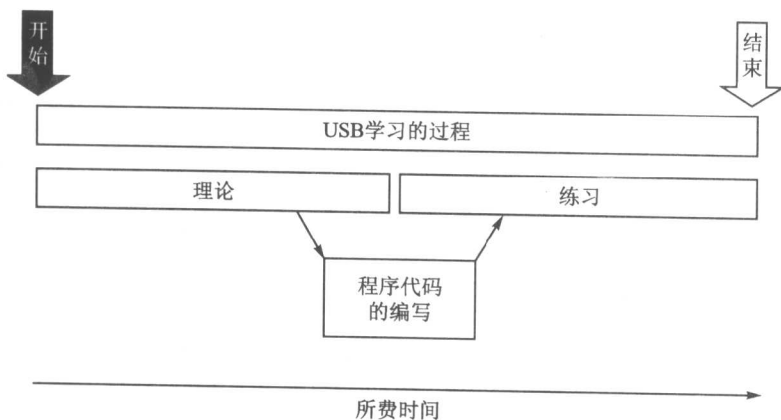 开始
结束
USB学习的过程
理论
练习
程序代码
的编写
所费时间